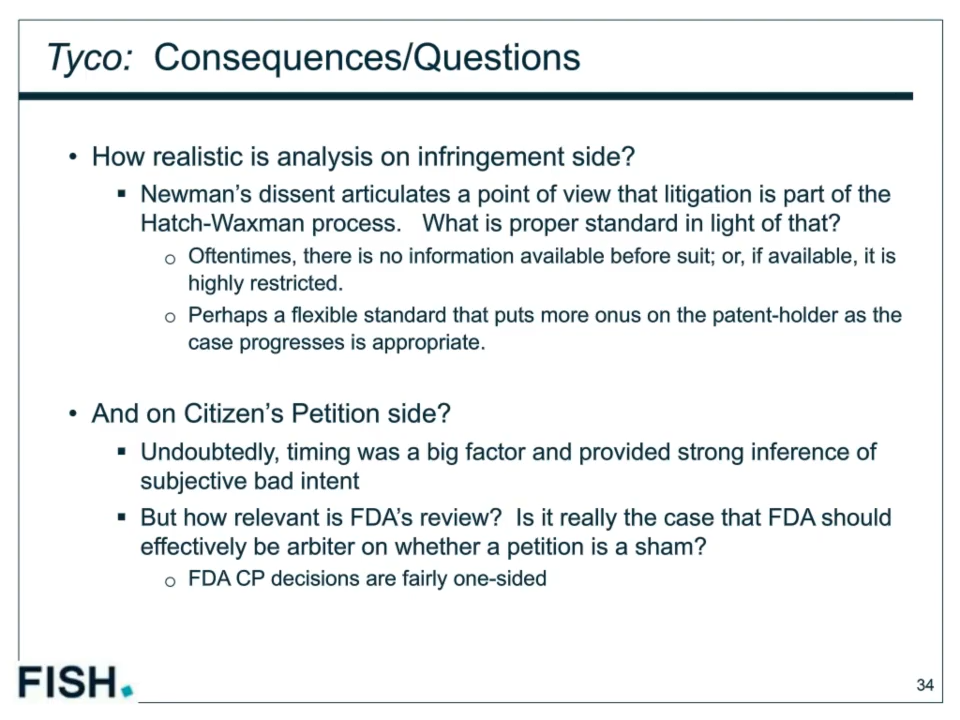 Tyco: Consequences/Questions
• How realistic is analysis on infringement side?
▪ Newman’s dissent articulates a point of view that litigation is part of the
Hatch-Waxman process. What is proper standard in light of that?
o Oftentimes, there is no information available before suit; or, if available, it is
highly restricted.
o Perhaps a flexible standard that puts more onus on the patent-holder as the
case progresses is appropriate.
• And on Citizen’s Petition side?
▪ Undoubtedly, timing was a big factor and provided strong inference of
subjective bad intent
▪ But how relevant is FDA’s review? Is it really the case that FDA should
effectively be arbiter on whether a petition is a sham?
o FDA CP decisions are fairly one-sided
FISH.
34